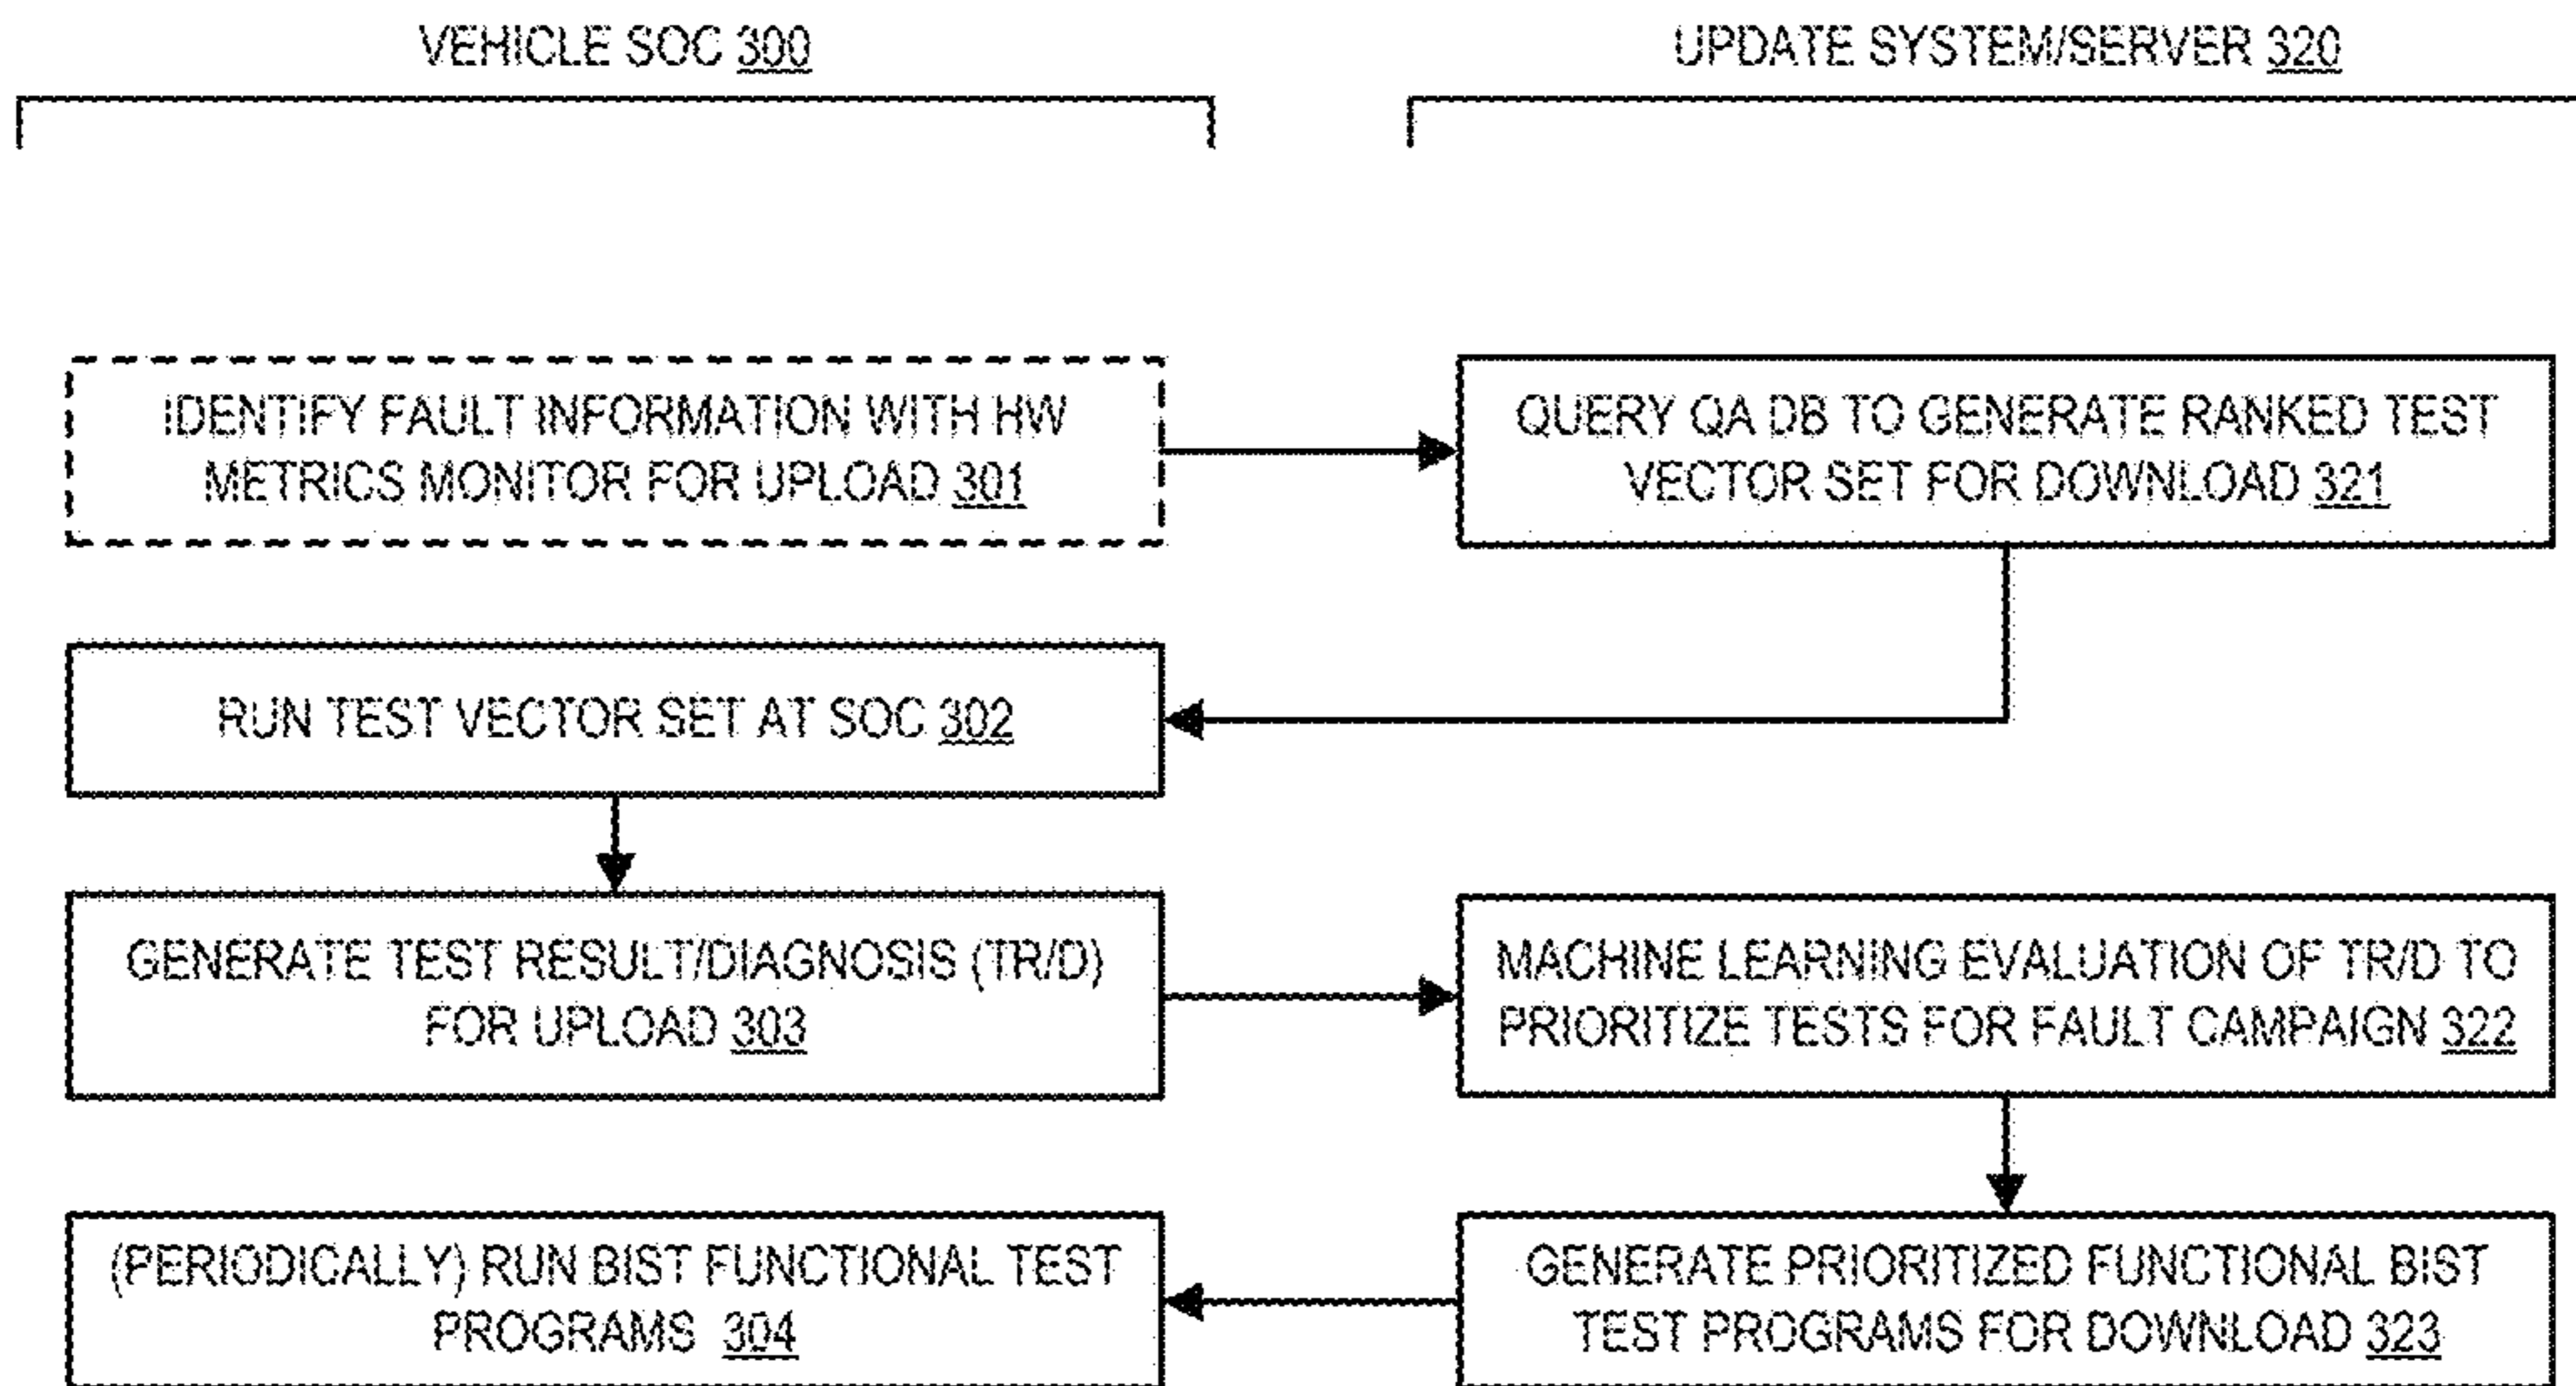 VEHICLE SOC 300
UPDATE SYSTEM/SERVER 320
IDENTIFY FAULT INFORMATION WITH HW
METRICS MONITOR FOR UPLOAD 301
QUERY QA DB TO GENERATE RANKED TEST
VECTOR SET FOR DOWNLOAD 321
RUN TEST VECTOR SET AT SOC 302
GENERATE TEST RESULT/DIAGNOSIS (TR/D)
FOR UPLOAD 303
MACHINE LEARNING EVALUATION OF TR/D TO
PRIORITIZE TESTS FOR FAULT CAMPAIGN 322
(PERIODICALLY) RUN BIST FUNCTIONAL TEST
PROGRAMS 304
GENERATE PRIORITIZED FUNCTIONAL BIST
TEST PROGRAMS FOR DOWNLOAD 323